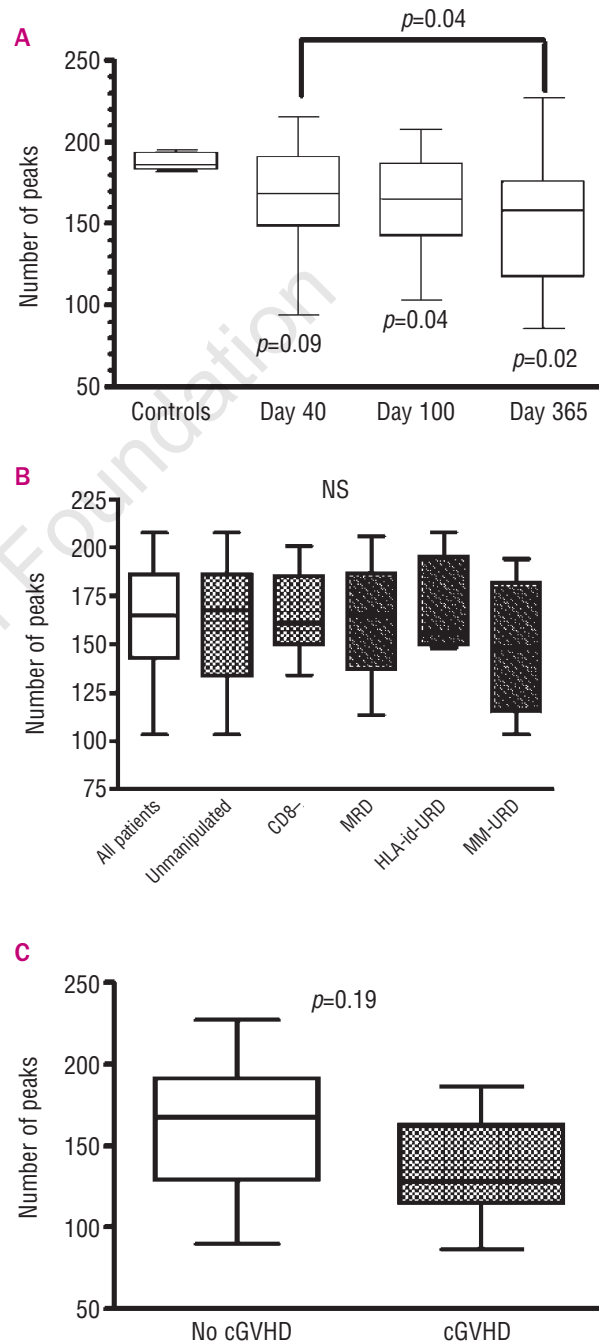 A
p=0.04
250
200
150
100
50
Number of peaks
p=0.09
p=0.04
p=0.02
Controls
Day 40
Day 100
Day 365
Foundation
B
NS
225
200
175
150
125
100
75
Number of peaks
All patients
Unmanipulated
CD8–
MRD
HLA-id-URD
MM-URD
C
p=0.19
250
200
150
100
50
Number of peaks
No cGVHD
cGVHD